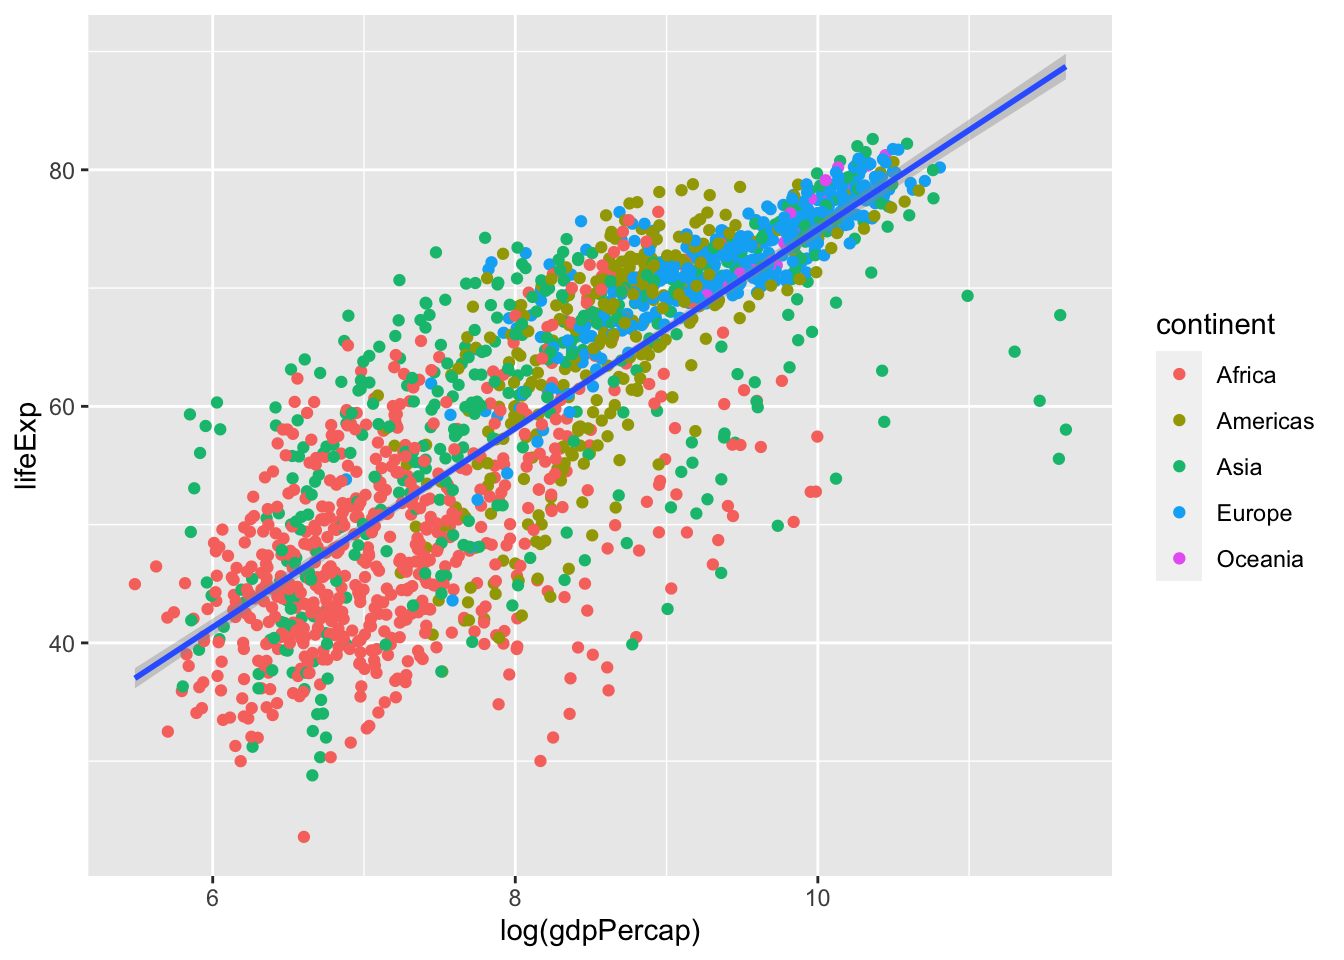 80
60
40
lifeExp
6
8
10
log(gdpPercap)
continent
Africa
Americas
Asia
Europe
Oceania